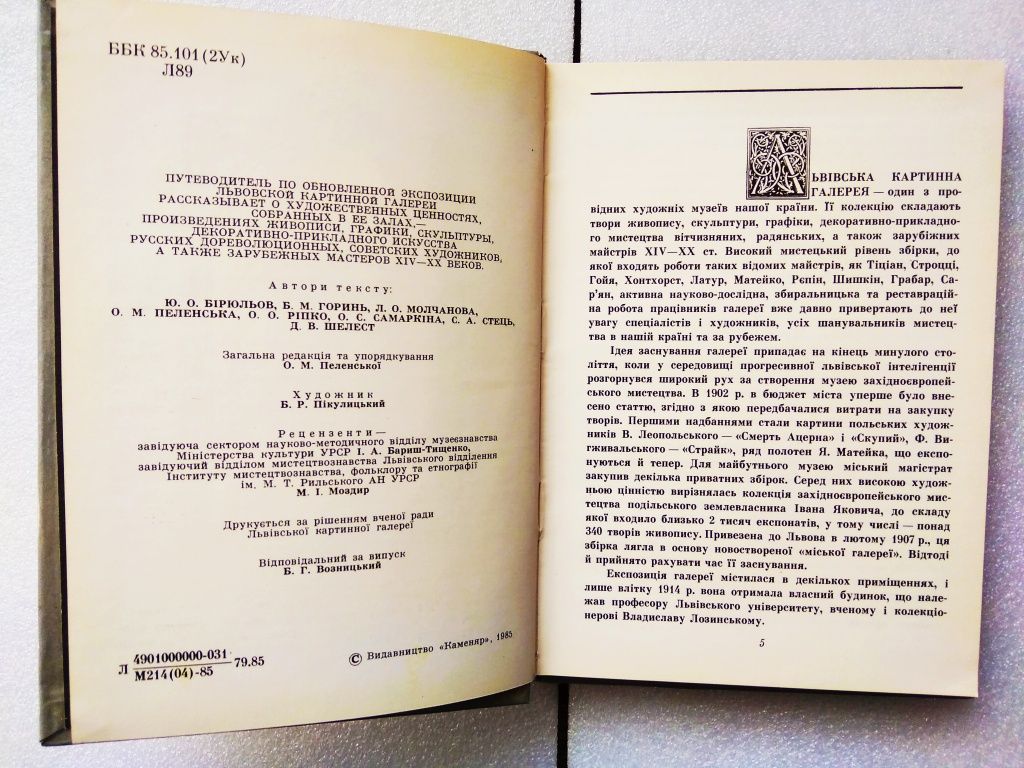 ББК 85.101(2Ук)
Л89
ПУТЕВОДИТЕЛЬ ПО ОБНОВЛЕННОЙ ЭКСПОЗИЦИИ
ЛЬВОВСКОЙ КАРТИННОЙ ГАЛЕРЕИ
РАССКАЗЫВАЕТ О ХУДОЖЕСТВЕННЫХ ЦЕННОСТЯХ,
СОБРАННЫХ В ЕЕ ЗАЛАХ,—
ПРОИЗВЕДЕНИЯХ ЖИВОПИСИ, ГРАФИКИ, СКУЛЬПТУРЫ,
ДЕКОРАТИВНО-ПРИКЛАДНОГО ИСКУССТВА
РУССКИХ ДОРЕВОЛЮЦИОННЫХ, СОВЕТСКИХ ХУДОЖНИКОВ,
А ТАКЖЕ ЗАРУБЕЖНЫХ МАСТЕРОВ XIV—XX ВЕКОВ.
Автори тексту:
Ю. О. БІРЮЛЬОВ, Б. М. ГОРИНЬ, Л. О. МОЛЧАНОВА,
О. М. ПЕЛЕНСЬКА, О. О. РІПКО, О. С. САМАРКІНА, С. А. СТЕЦЬ,
Д. В. ШЕЛЕСТ
Загальна редакція та упорядкування
О. М. Пеленської
Художник
Б. Р. Пікулицький
Рецензенти—
завідуюча сектором науково-методичного відділу музеєзнавства
Міністерства культури УРСР І. А. Бариш-Тищенко,
завідуючий відділом мистецтвознавства Львівського відділення
Інституту мистецтвознавства, фольклору та етнографії
ім. М. Т. Рильського АН УРСР
М. І. Моздир
Друкується за рішенням вченої ради
Львівської картинної галереї
Відповідальний за випуск
Б. Г. Возницький
Л 4901000000-031 79.85
М214(04)-85
© Видавництво «Каменяр», 1985
ЛЬВІВСЬКА КАРТИННА
ГАЛЕРЕЯ — один з про-
відних художніх музеїв нашої країни. Її колекцію складають
твори живопису, скульптури, графіки, декоративно-прикладно-
го мистецтва вітчизняних, радянських, а також зарубіжних
майстрів XIV—XX ст. Високий мистецький рівень збірки, до
якої входять роботи таких відомих майстрів, як Тіціан, Строцці,
Гойя, Хонтхорст, Латур, Матейко, Рєпін, Шишкін, Грабар, Са-
р'ян, активна науково-дослідна, збиральницька та реставрацій-
на робота працівників галереї вже давно привертають до неї
увагу спеціалістів і художників, усіх шанувальників мистец-
тва в нашій країні та за рубежем.
Ідея заснування галереї припадає на кінець минулого сто-
ліття, коли у середовищі прогресивної львівської інтелігенції
розгорнувся широкий рух за створення музею західноєвропей-
ського мистецтва. В 1902 р. в бюджет міста уперше було вне-
сено статтю, згідно з якою передбачалися витрати на закупку
творів. Першими надбаннями стали картини польських худож-
ників В. Леопольського — «Смерть Ацерна» і «Скупий», Ф. Ви-
гживальського — «Страйк», ряд полотен Я. Матейка, що експо-
нуються й тепер. Для майбутнього музею міський магістрат
закупив декілька приватних збірок. Серед них високою худож-
ньою цінністю вирізнялась колекція західноєвропейського мис-
тецтва подільського землевласника Івана Яковича, до складу
якої входило близько 2 тисяч експонатів, у тому числі — понад
340 творів живопису. Привезена до Львова в лютому 1907 р., ця
збірка лягла в основу новоствореної «міської галереї». Відтоді
й прийнято рахувати час її заснування.
Експозиція галереї містилася в декількох приміщеннях, і
лише влітку 1914 р. вона отримала власний будинок, що нале-
жав професору Львівського університету, вченому і колекціо-
нерові Владиславу Лозинському.
5